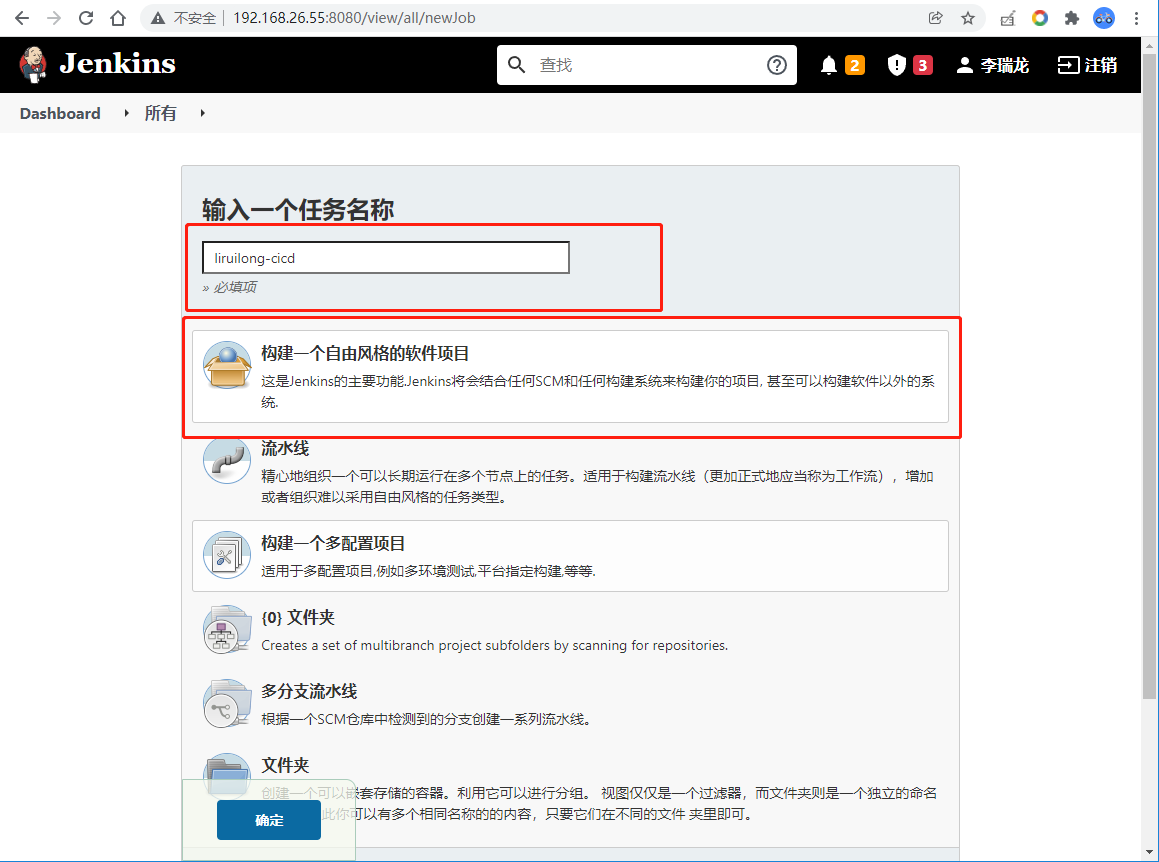 不安全 192.168.26.55:8080/view/all/newJob
Jenkins 查找 2 3 李瑞龙 注销
Dashboard 所有
输入一个任务名称
liruilong-cicd
» 必填项
构建一个自由风格的软件项目
这是Jenkins的主要功能.Jenkins将会结合任何SCM和任何构建系统来构建你的项目, 甚至可以构建软件以外的系
统.
流水线
精心地组织一个可以长期运行在多个节点上的任务。适用于构建流水线（更加正式地应当称为工作流），增加
或者组织难以采用自由风格的任务类型。
构建一个多配置项目
适用于多配置项目,例如多环境测试,平台指定构建,等等.
{0} 文件夹
Creates a set of multibranch project subfolders by scanning for repositories.
多分支流水线
根据一个SCM仓库中检测到的分支创建一系列流水线。
文件夹
创建一个可以嵌套存储的容器。利用它可以进行分组。 视图仅仅是一个过滤器，而文件夹则是一个独立的命名
此你可以有多个相同名称的的内容，只要它们在不同的文件 夹里即可。
确定